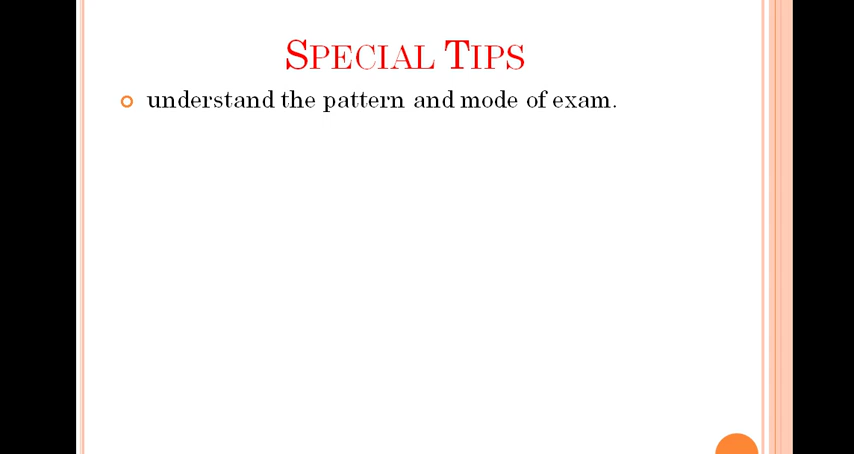 Special Tips
understand the pattern and mode of exam.